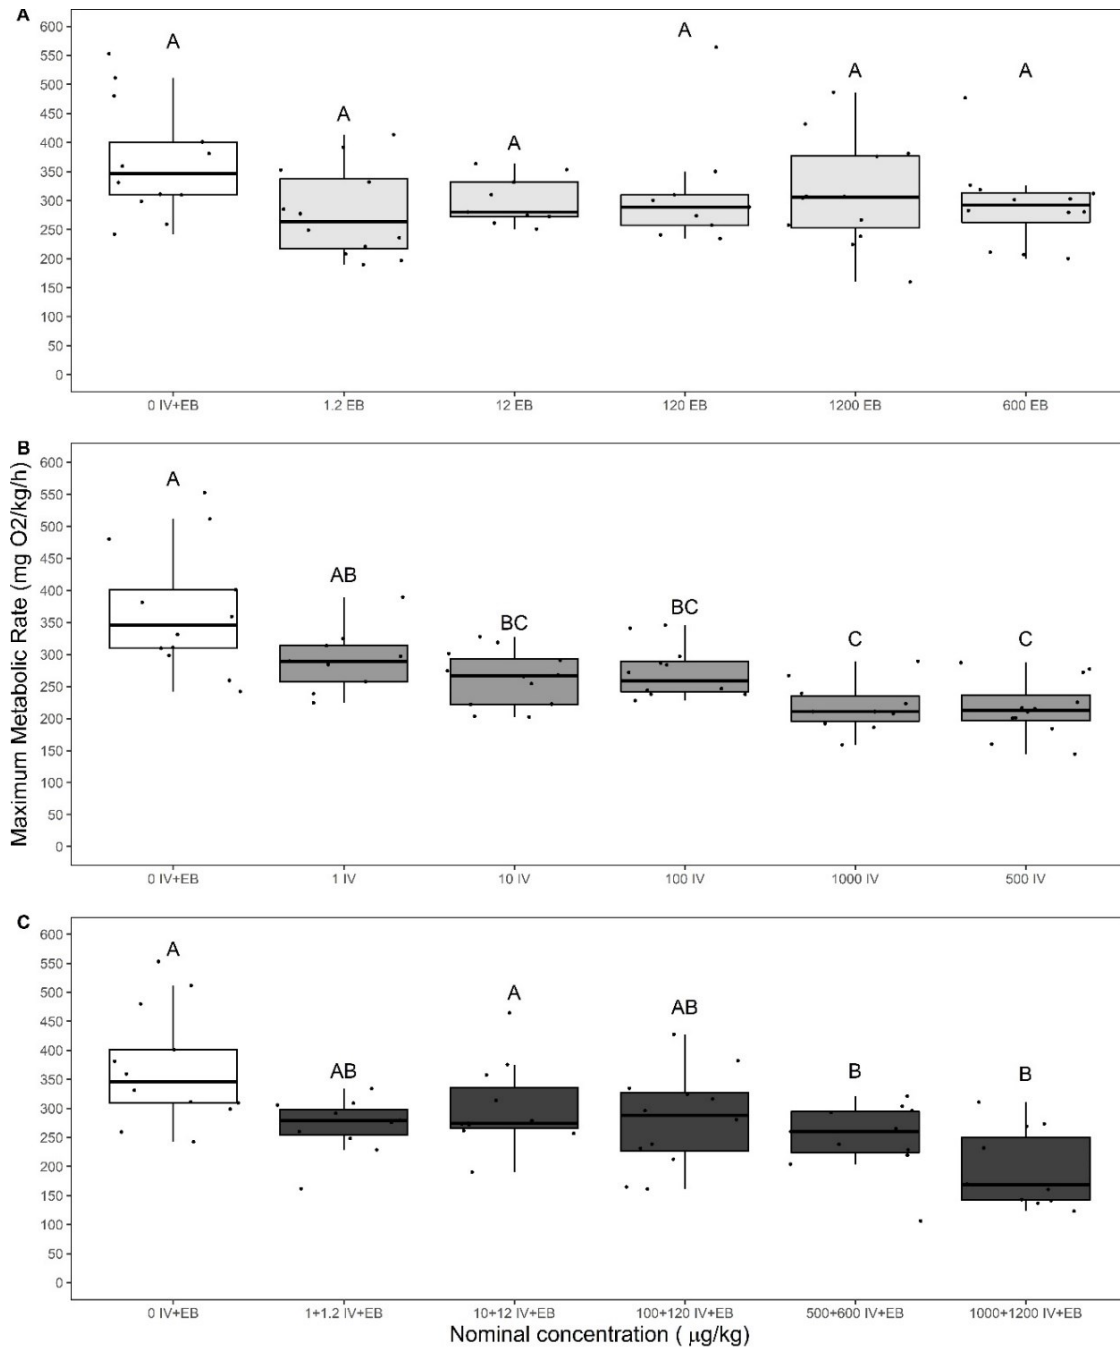 A
600
550
500
450
400
350
300
250
200
150
100
50
0
A
A
A
A
A
A
0 IV+EB 1.2 EB 12 EB 120 EB 1200 EB 600 EB
B
Maximum Metabolic Rate (mg O2/kg/h)
600
550
500
450
400
350
300
250
200
150
100
50
0
A
AB
BC
BC
C
C
0 IV+EB 1 IV 10 IV 100 IV 1000 IV 500 IV
C
600
550
500
450
400
350
300
250
200
150
100
50
0
A
AB
A
AB
B
B
0 IV+EB 1+1.2 IV+EB 10+12 IV+EB 100+120 IV+EB 500+600 IV+EB 1000+1200 IV+EB
Nominal concentration ( μg/kg)